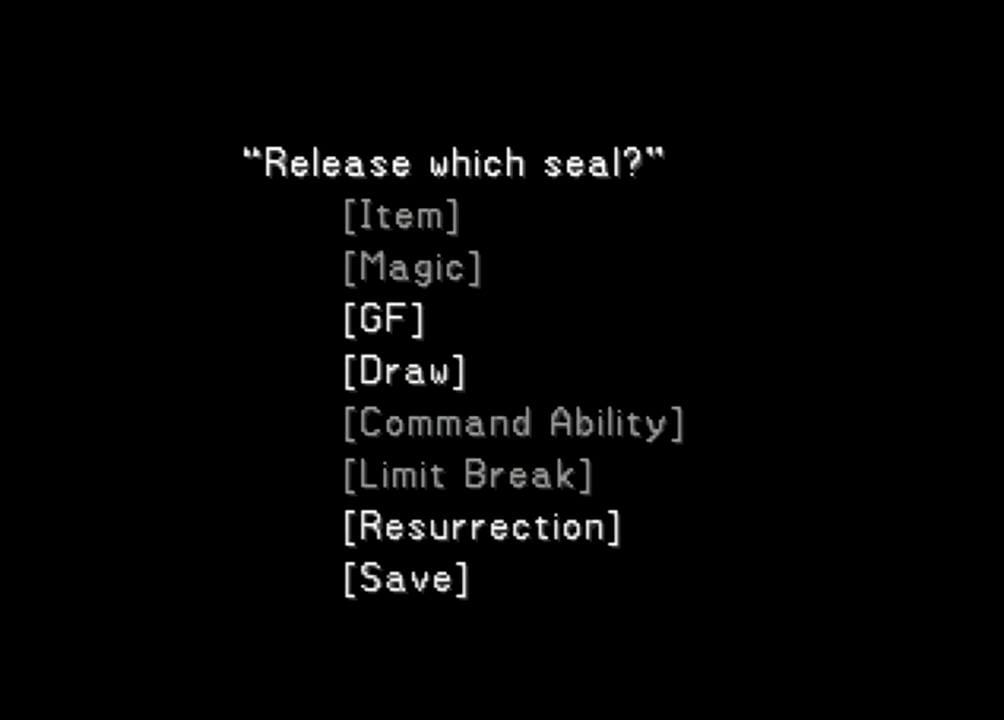 “Release which seal?”
[Item]
[Magic]
[GF]
[Draw]
[Command Ability]
[Limit Break]
[Resurrection]
[Save]